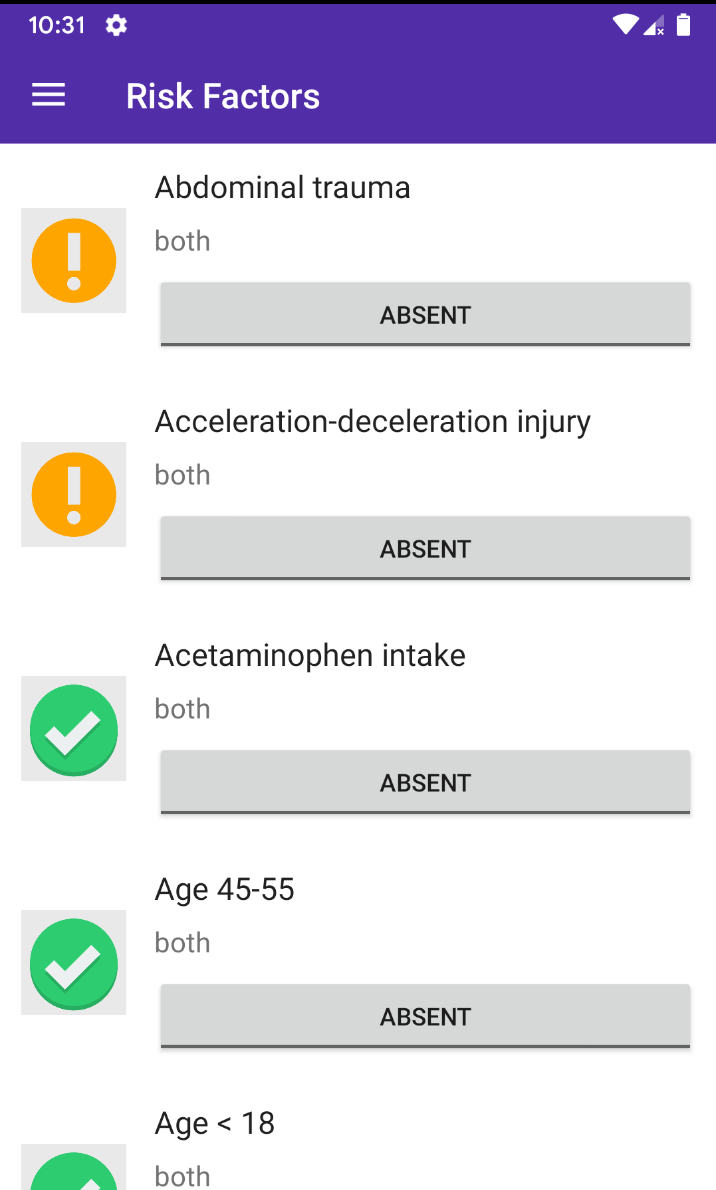 10:31
Risk Factors
Abdominal trauma
both
ABSENT
Acceleration-deceleration injury
both
ABSENT
Acetaminophen intake
both
ABSENT
Age 45-55
both
ABSENT
Age < 18
both